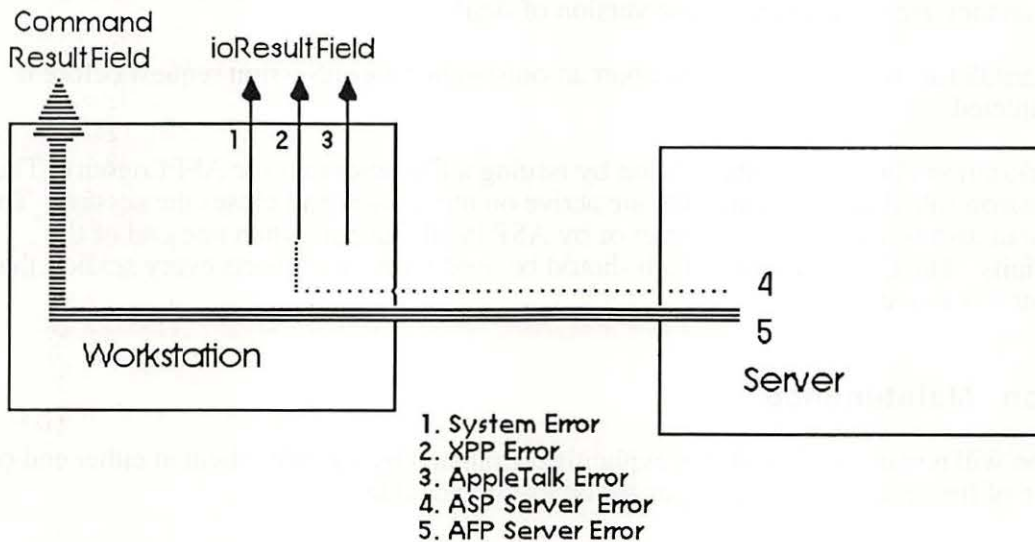 Command
ResultField
ioResultField
1 2 3
4
5
Workstation
Server
1. System Error
2. XPP Error
3. AppleTalk Error
4. ASP Server Error
5. AFP Server Error